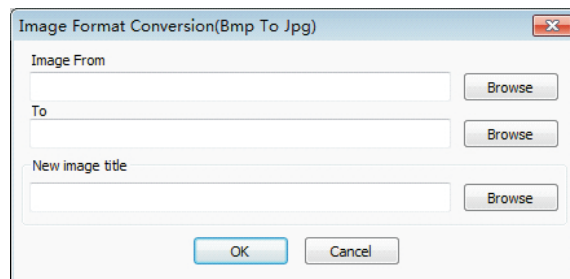 Image Format Conversion(Bmp To Jpg)
Image From
Browse
To
Browse
New image title
Browse
OK Cancel